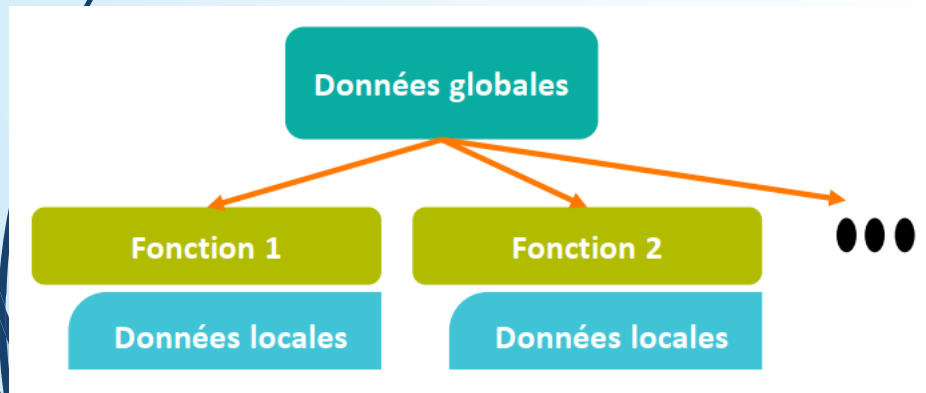 Données globales
Fonction 1
Fonction 2
Données locales
Données locales